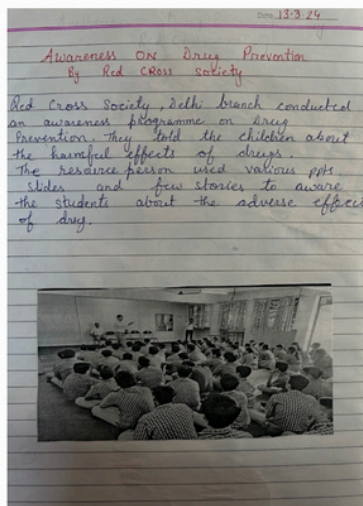 Date 13-3-24
Awareness ON Drug Prevention
By Red CROSS Society
Red Cross Society, Delhi branch conducted
an awareness programme on Drug
Prevention. They told the children about
the harmful effects of drugs.
The resource person used various ppts,
slides and few stories to aware
the students about the adverse effect
of drug.